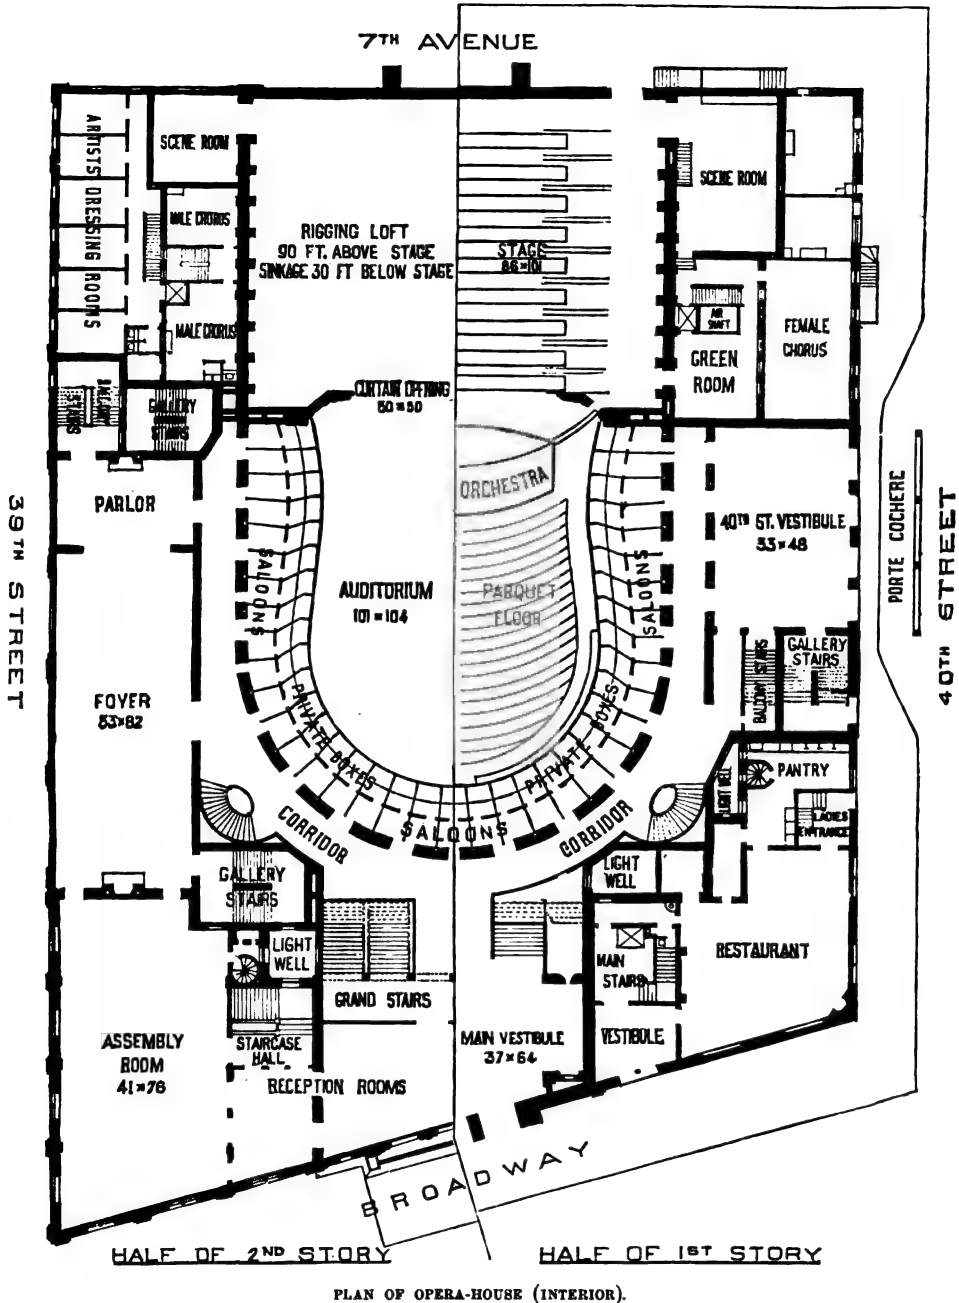 7TH AVENUE
ARTISTS DRESSING ROOMS
SCENE ROOM
MALE CHORUS
MALE CHORUS
RIGGING LOFT
90 FT. ABOVE STAGE
SINKAGE 30 FT BELOW STAGE
STAGE
86=101
SCENE ROOM
AIR
SHAFT
GREEN
ROOM
FEMALE
CHORUS
CURTAIN OPENING
50=50
BALCONY
STAIRS
GALLERY
STAIRS
PARLOR
ORCHESTRA
40TH ST. VESTIBULE
33=48
PORTE COCHERE
40TH STREET
39TH STREET
SALOONS
AUDITORIUM
101=104
PARQUET
FLOOR
SALOONS
BALCONY STAIRS
GALLERY
STAIRS
FOYER
33=82
PRIVATE BOXES
PRIVATE BOXES
LIGHT WELL
PANTRY
LADIES
ENTRANCE
CORRIDOR
SALOONS
CORRIDOR
GALLERY
STAIRS
LIGHT
WELL
LIGHT
WELL
MAIN
STAIRS
RESTAURANT
GRAND STAIRS
ASSEMBLY
ROOM
41=76
STAIRCASE
HALL
MAIN VESTIBULE
37=64
VESTIBULE
RECEPTION ROOMS
BROADWAY
HALF OF 2ND STORY
HALF OF 1ST STORY
PLAN OF OPERA-HOUSE (INTERIOR).